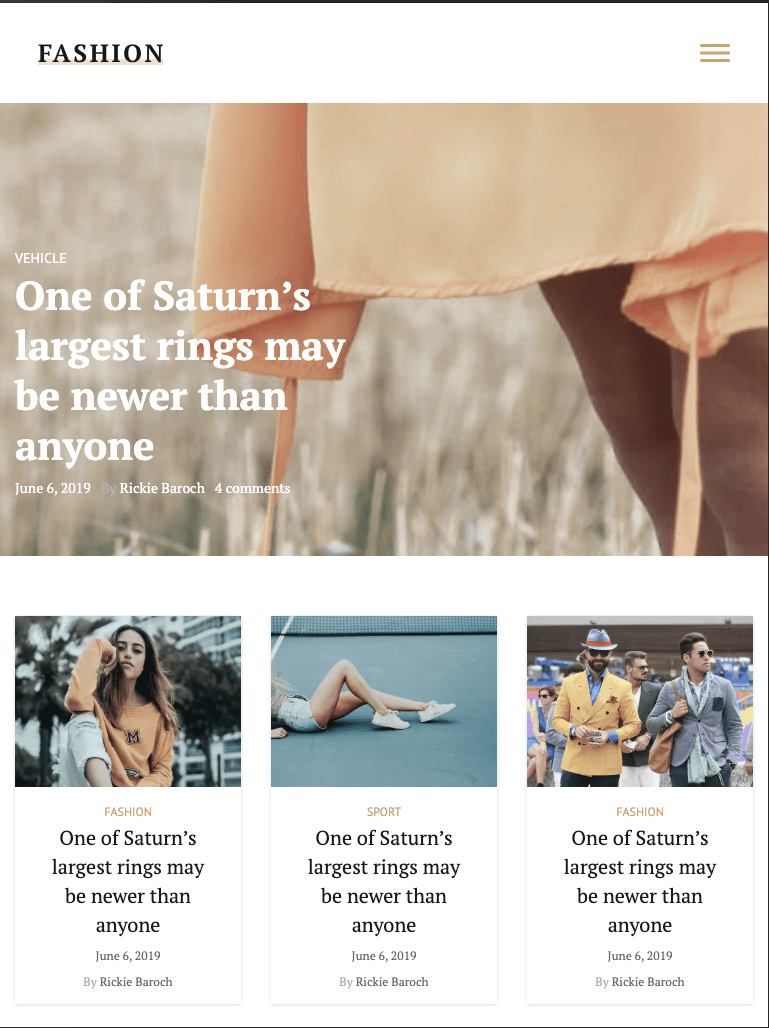 FASHION
VEHICLE
One of Saturn’s
largest rings may
be newer than
anyone
June 6, 2019 By Rickie Baroch 4 comments
M
FASHION
One of Saturn’s
largest rings may
be newer than
anyone
June 6, 2019
By Rickie Baroch
SPORT
One of Saturn’s
largest rings may
be newer than
anyone
June 6, 2019
By Rickie Baroch
FASHION
One of Saturn’s
largest rings may
be newer than
anyone
June 6, 2019
By Rickie Baroch